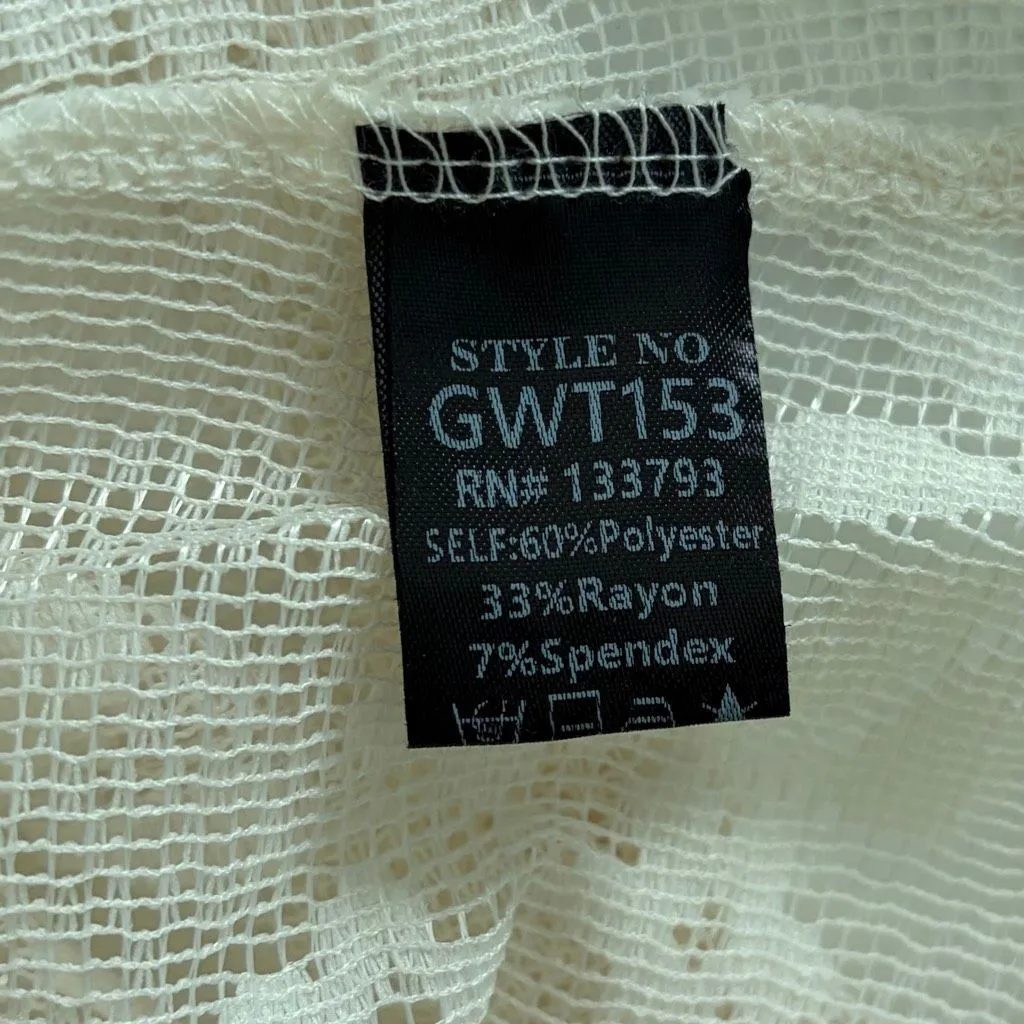 STYLE NO
GWT153
RN# 133793
SELF:60%Polyester
33%Rayon
7%Spendex